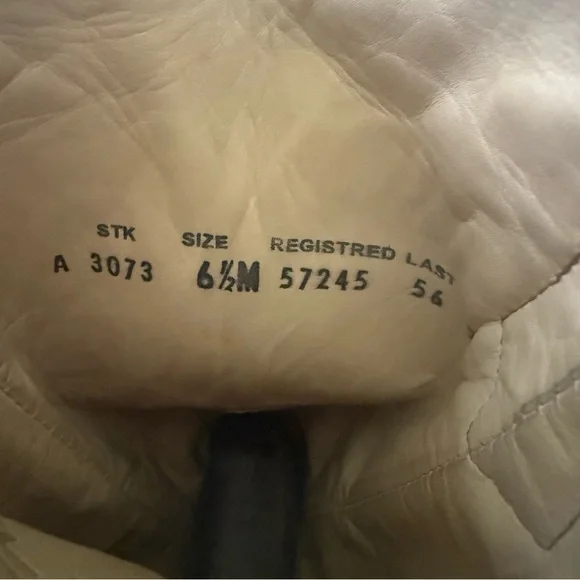 STK SIZE REGISTRED LAST
A 3073 6½M 57245 56